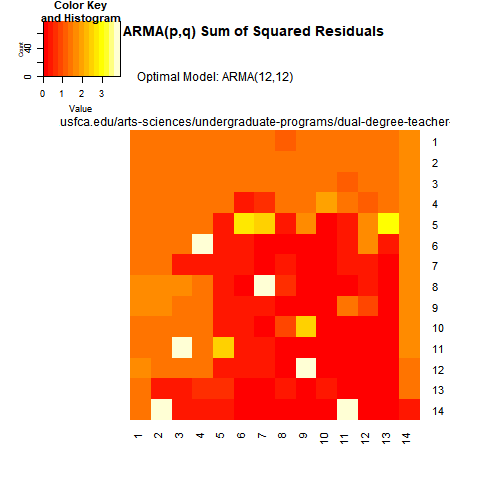 Color Key
and Histogram
Count
0 40
0 1 2 3
Value
ARMA(p,q) Sum of Squared Residuals
Optimal Model: ARMA(12,12)
usfca.edu/arts-sciences/undergraduate-programs/dual-degree-teacher-
1
2
3
4
5
6
7
8
9
10
11
12
13
14
1 2 3 4 5 6 7 8 9 10 11 12 13 14